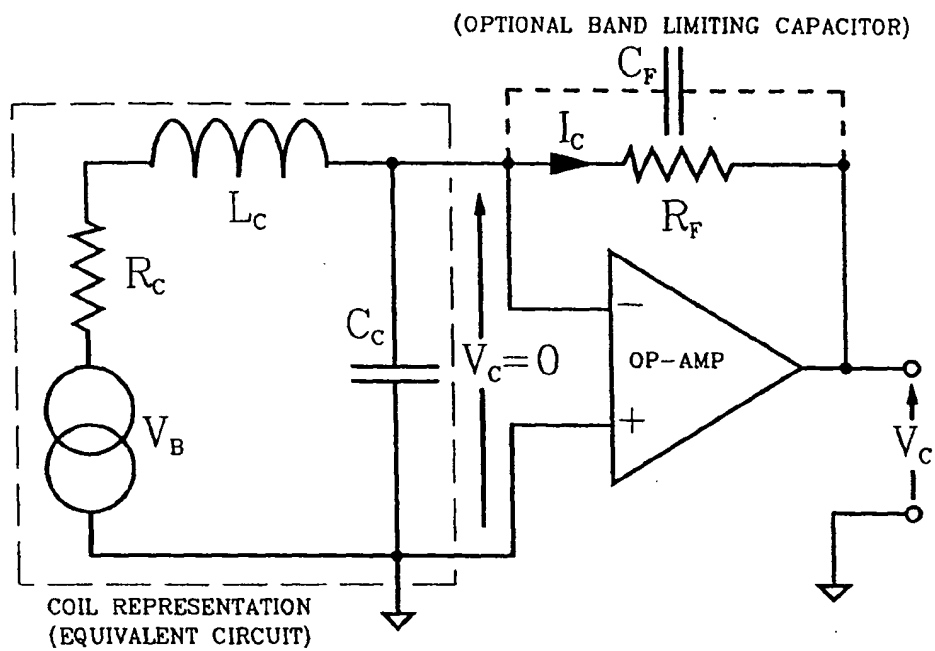 (OPTIONAL BAND LIMITING CAPACITOR)
C_F
I_C
L_C
R_F
R_C
C_C
V_C=0
−
OP-AMP
+
V_B
V_C
COIL REPRESENTATION
(EQUIVALENT CIRCUIT)